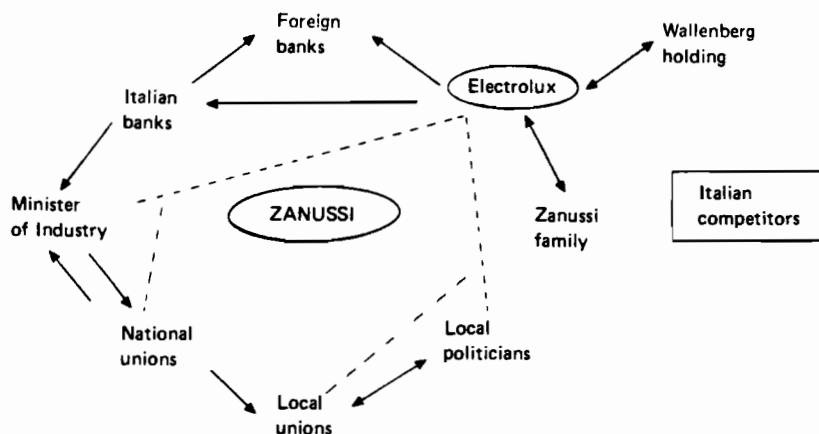 Foreign
banks
Wallenberg
holding
Electrolux
Italian
banks
Minister
of Industry
ZANUSSI
Zanussi
family
Italian
competitors
National
unions
Local
politicians
Local
unions